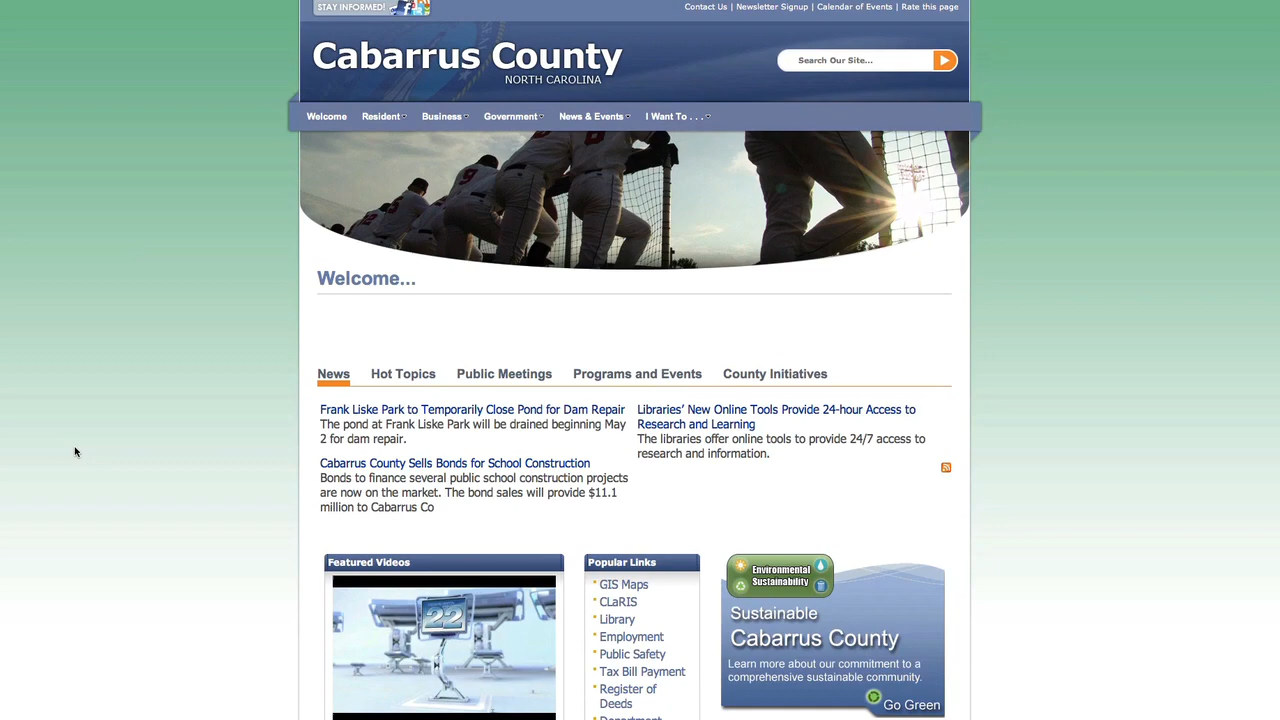 STAY INFORMED!
Contact Us | Newsletter Signup | Calendar of Events | Rate this page
Cabarrus County
NORTH CAROLINA
Search Our Site...
Welcome Resident Business Government News & Events I Want To . . .
Welcome...
News Hot Topics Public Meetings Programs and Events County Initiatives
Frank Liske Park to Temporarily Close Pond for Dam Repair
The pond at Frank Liske Park will be drained beginning May
2 for dam repair.
Cabarrus County Sells Bonds for School Construction
Bonds to finance several public school construction projects
are now on the market. The bond sales will provide $11.1
million to Cabarrus Co
Libraries’ New Online Tools Provide 24-hour Access to
Research and Learning
The libraries offer online tools to provide 24/7 access to
research and information.
Featured Videos
22
Popular Links
GIS Maps
CLaRIS
Library
Employment
Public Safety
Tax Bill Payment
Register of
Deeds
Department
Environmental
Sustainability
Sustainable
Cabarrus County
Learn more about our commitment to a
comprehensive sustainable community.
Go Green